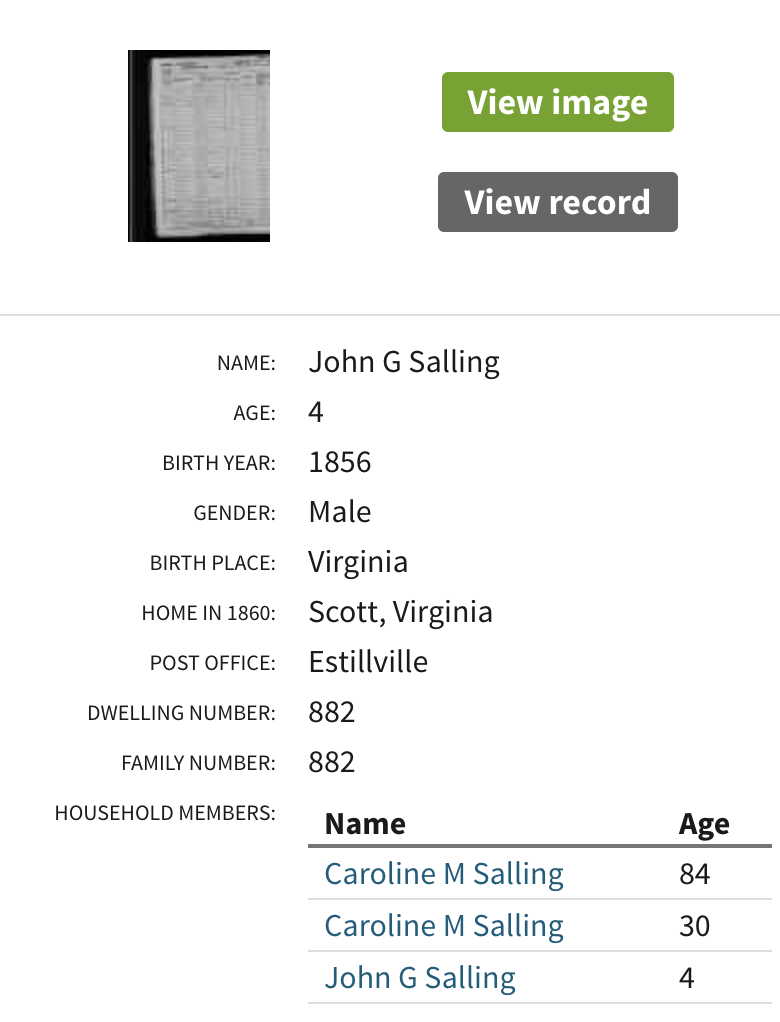 View image
View record
NAME: John G Salling
AGE: 4
BIRTH YEAR: 1856
GENDER: Male
BIRTH PLACE: Virginia
HOME IN 1860: Scott, Virginia
POST OFFICE: Estillville
DWELLING NUMBER: 882
FAMILY NUMBER: 882
HOUSEHOLD MEMBERS:
Name Age
Caroline M Salling 84
Caroline M Salling 30
John G Salling 4